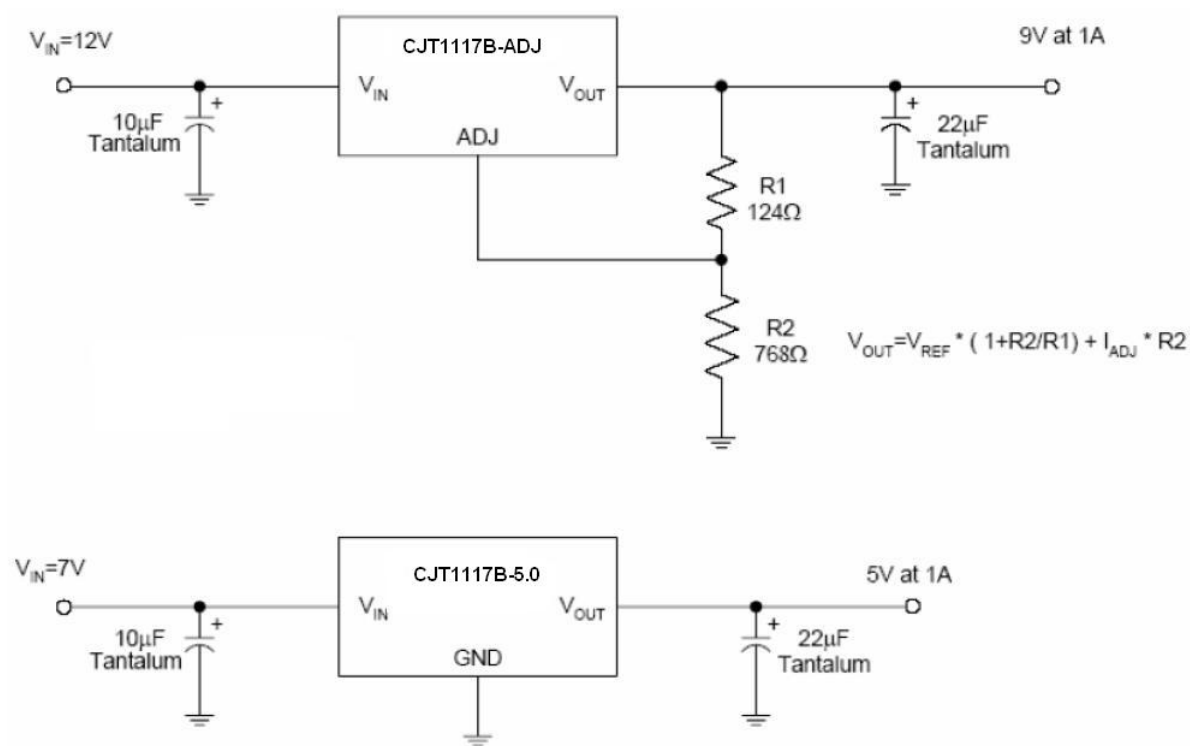 V_IN=12V
CJT1117B-ADJ
9V at 1A
V_IN
V_OUT
ADJ
+
10μF
Tantalum
+
22μF
Tantalum
R1
124Ω
R2
768Ω
V_OUT=V_REF * ( 1+R2/R1) + I_ADJ * R2
V_IN=7V
CJT1117B-5.0
5V at 1A
V_IN
V_OUT
GND
+
10μF
Tantalum
+
22μF
Tantalum